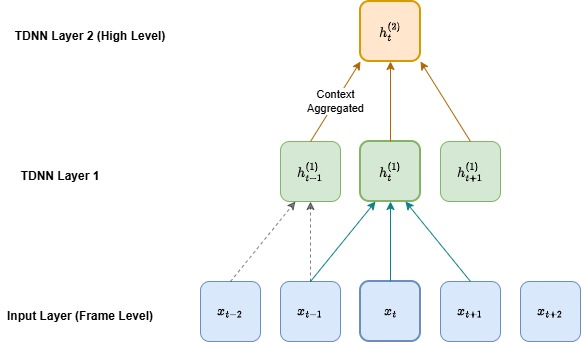 TDNN Layer 2 (High Level)
h_t^{(2)}
Context
Aggregated
TDNN Layer 1
h_{t-1}^{(1)}
h_t^{(1)}
h_{t+1}^{(1)}
Input Layer (Frame Level)
x_{t-2}
x_{t-1}
x_t
x_{t+1}
x_{t+2}